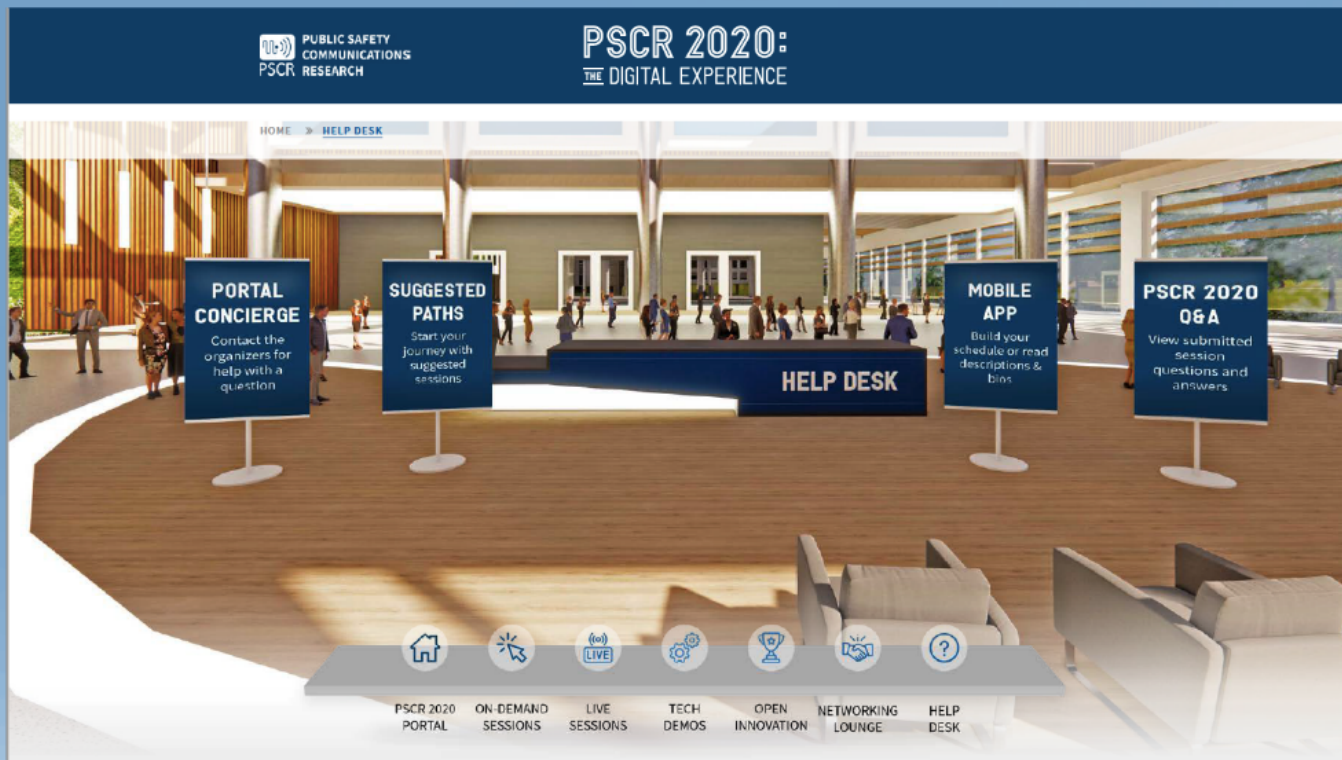 PSCR
PUBLIC SAFETY
COMMUNICATIONS
RESEARCH
PSCR 2020:
THE DIGITAL EXPERIENCE
HOME » HELP DESK
PORTAL
CONCIERGE
Contact the
organizers for
help with a
question
SUGGESTED
PATHS
Start your
journey with
suggested
sessions
HELP DESK
MOBILE
APP
Build your
schedule or read
descriptions &
bios
PSCR 2020
Q&A
View submitted
session
questions and
answers
LIVE
?
PSCR 2020
PORTAL
ON-DEMAND
SESSIONS
LIVE
SESSIONS
TECH
DEMOS
OPEN
INNOVATION
NETWORKING
LOUNGE
HELP
DESK